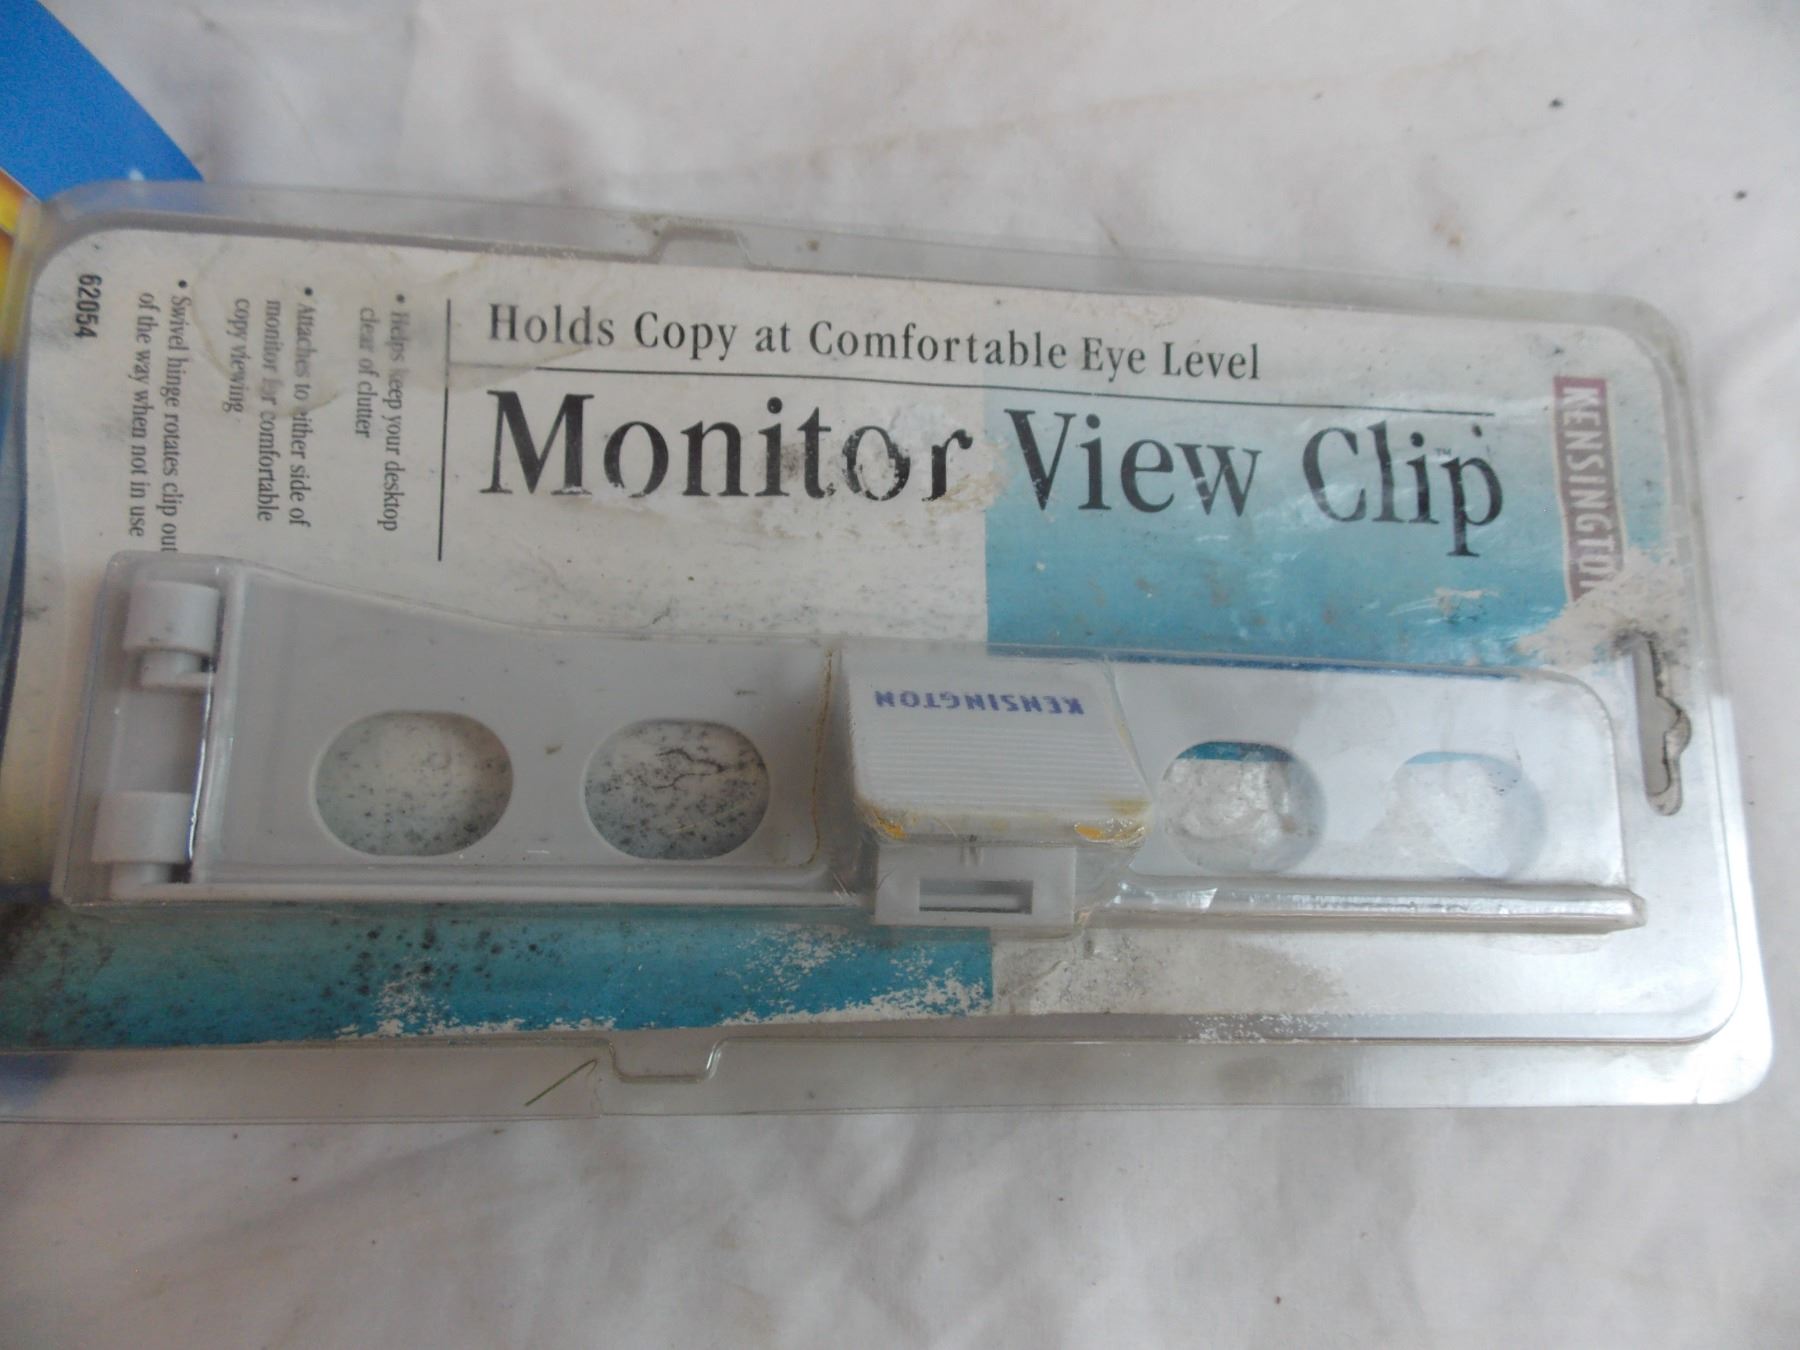 Holds Copy at Comfortable Eye Level
Monitor View Clip™
KENSINGTON
• Helps keep your desktop
clear of clutter
• Attaches to either side of
monitor for comfortable
copy viewing
• Swivel hinge rotates clip out
of the way when not in use
62054
KENSINGTON